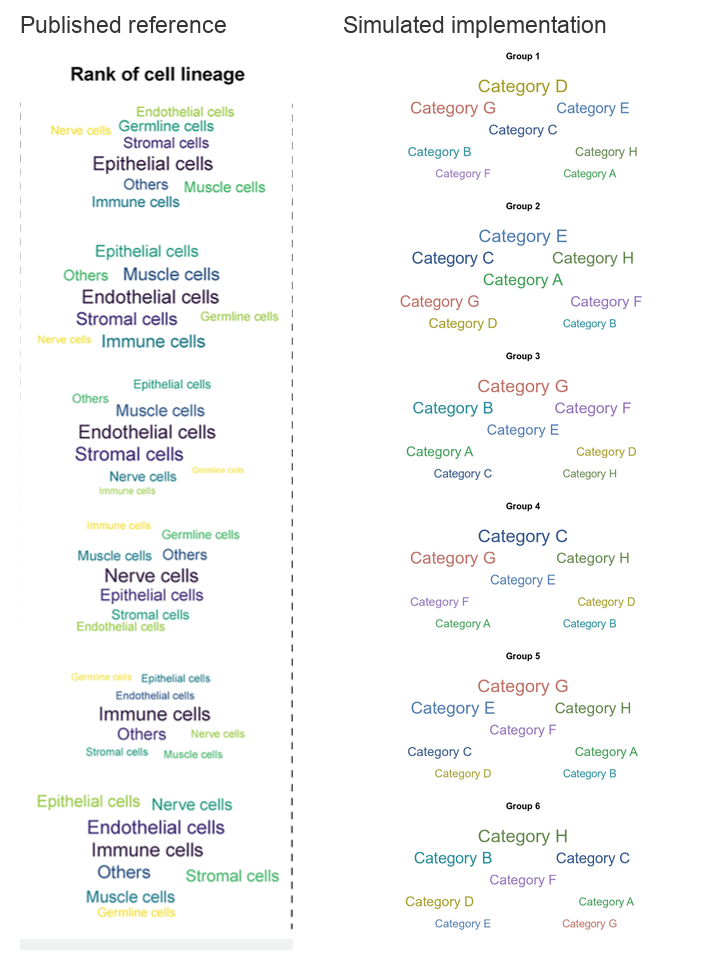 Published reference
Rank of cell lineage
Endothelial cells
Nerve cells Germline cells
Stromal cells
Epithelial cells
Others Muscle cells
Immune cells
Epithelial cells
Others Muscle cells
Endothelial cells
Stromal cells Germline cells
Nerve cells Immune cells
Epithelial cells
Others
Muscle cells
Endothelial cells
Stromal cells
Nerve cells Germline cells
Immune cells
Immune cells
Germline cells
Muscle cells Others
Nerve cells
Epithelial cells
Stromal cells
Endothelial cells
Germline cells Epithelial cells
Endothelial cells
Immune cells
Others Nerve cells
Stromal cells Muscle cells
Epithelial cells Nerve cells
Endothelial cells
Immune cells
Others Stromal cells
Muscle cells
Germline cells
Simulated implementation
Group 1
Category D
Category G Category E
Category C
Category B Category H
Category F Category A
Group 2
Category E
Category C Category H
Category A
Category G Category F
Category D Category B
Group 3
Category G
Category B Category F
Category E
Category A Category D
Category C Category H
Group 4
Category C
Category G Category H
Category E
Category F Category D
Category A Category B
Group 5
Category G
Category E Category H
Category F
Category C Category A
Category D Category B
Group 6
Category H
Category B Category C
Category F
Category D Category A
Category E Category G